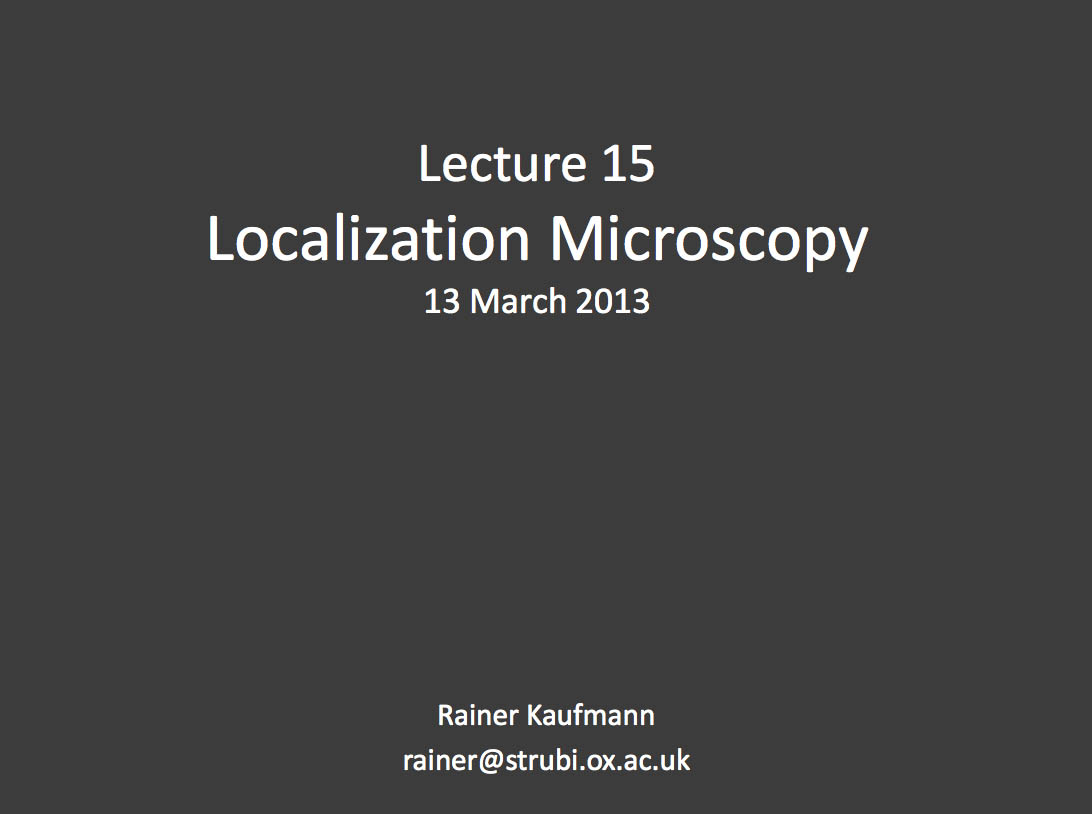 Lecture 15
Localization Microscopy
13 March 2013
Rainer Kaufmann
rainer@strubi.ox.ac.uk